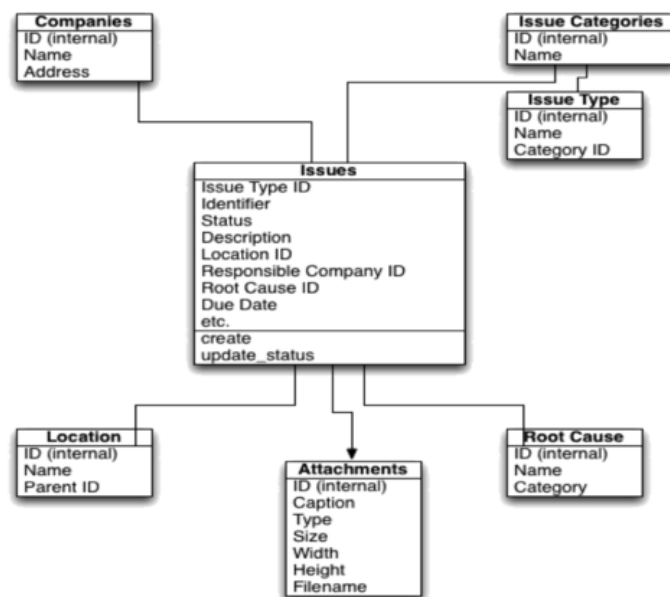 Companies
ID (internal)
Name
Address
Issue Categories
ID (internal)
Name
Issue Type
ID (internal)
Name
Category ID
Issues
Issue Type ID
Identifier
Status
Description
Location ID
Responsible Company ID
Root Cause ID
Due Date
etc.
create
update_status
Location
ID (internal)
Name
Parent ID
Attachments
ID (internal)
Caption
Type
Size
Width
Height
Filename
Root Cause
ID (internal)
Name
Category